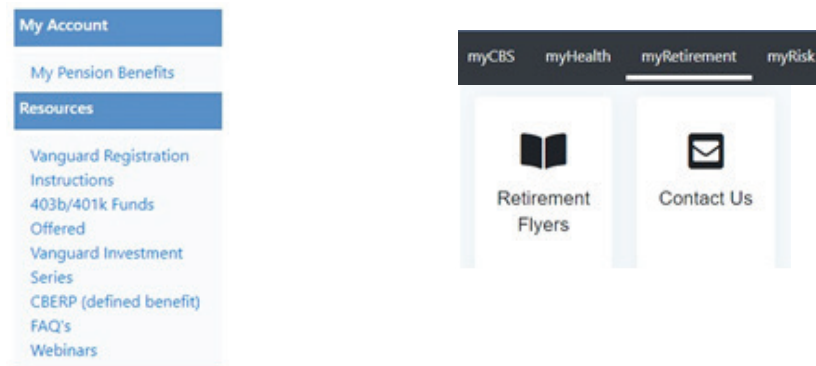 My Account
My Pension Benefits
Resources
Vanguard Registration
Instructions
403b/401k Funds
Offered
Vanguard Investment
Series
CBERP (defined benefit)
FAQ's
Webinars
myCBS myHealth myRetirement myRisk
Retirement
Flyers
Contact Us